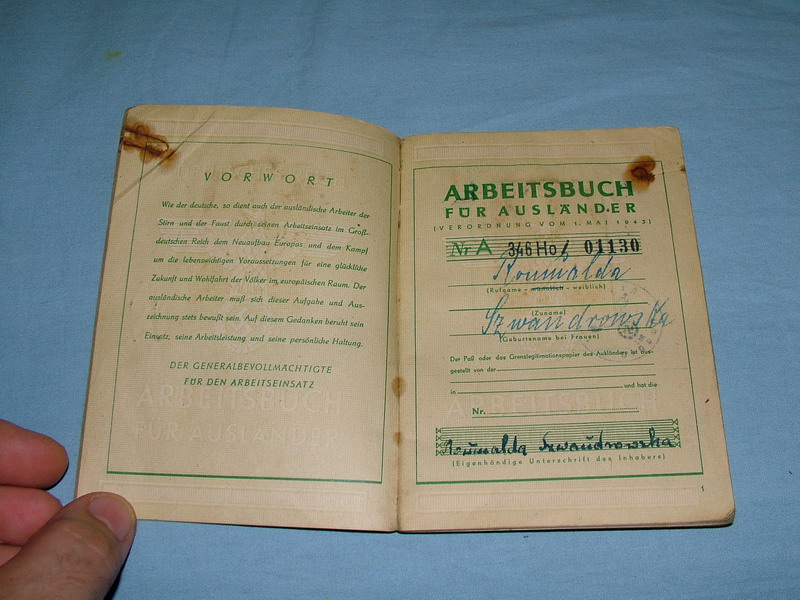 VORWORT
Wie der deutsche, so dient auch der ausländische Arbeiter der
Stirn und der Faust durch seinen Arbeitseinsatz im Groß-
deutschen Reich dem Neuaufbau Europas und dem Kampf
um die lebenswichtigen Voraussetzungen für eine glückliche
Zukunft und Wohlfahrt der Völker im europäischen Raum. Der
ausländische Arbeiter muß sich dieser Aufgabe und Aus-
zeichnung stets bewußt sein. Auf diesem Gedanken beruht sein
Einsatz, seine Arbeitsleistung und seine persönliche Haltung.
DER GENERALBEVOLLMÄCHTIGTE
FÜR DEN ARBEITSEINSATZ
ARBEITSBUCH
FÜR AUSLÄNDER
ARBEITSBUCH
FÜR AUSLÄNDER
(VERORDNUNG VOM 1. MAI 1943)
Nr A 346 Ho 01130
Romualda
(Rufname - männlich - weiblich)
Szwandrowska
(Zuname)
(Geburtsname bei Frauen)
Der Paß oder das Grenzlegitimationspapier des Ausländers ist aus-
gestellt von der
in und hat die
ARBEITSBUCH
Nr.
Romualda Szwandrowska
(Eigenhändige Unterschrift des Inhabers)
1